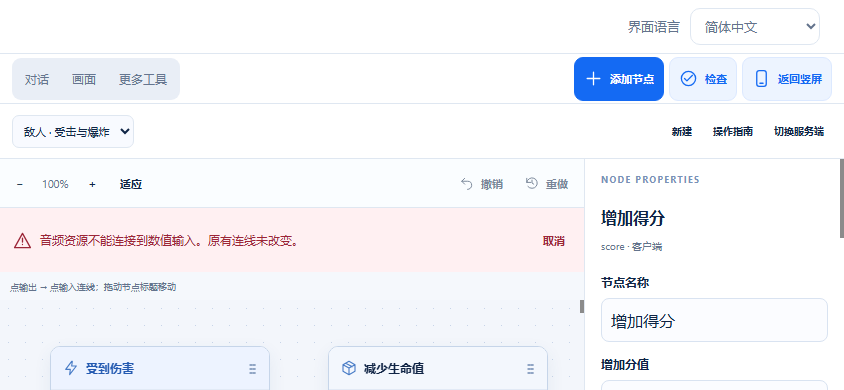 界面语言 简体中文
对话 画面 更多工具 添加节点 检查 返回竖屏
敌人 · 受击与爆炸 新建 操作指南 切换服务端
− 100% + 适应 撤销 重做
NODE PROPERTIES
音频资源不能连接到数值输入。原有连线未改变。 取消
增加得分
score · 客户端
点输出 → 点输入连线；拖动节点标题移动
节点名称
增加得分
受到伤害 减少生命值
增加分值